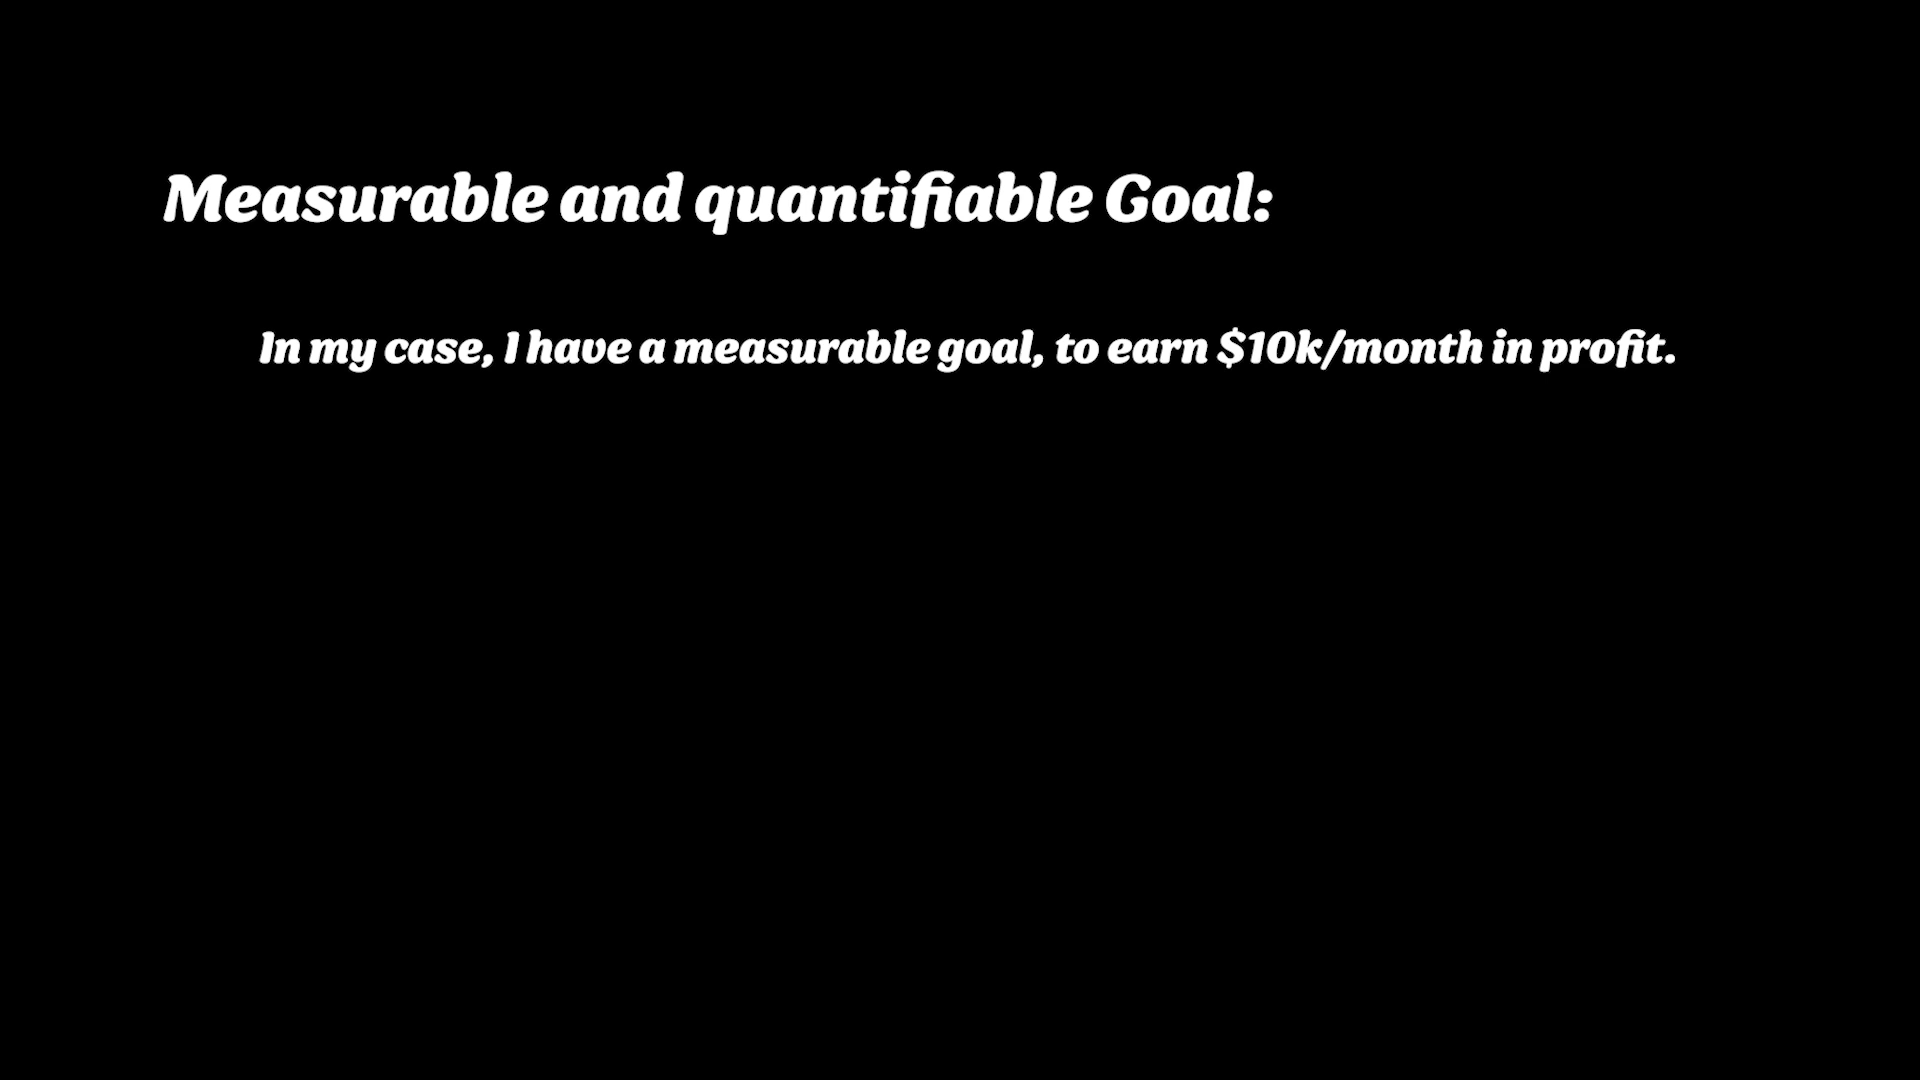 Measurable and quantifiable Goal:
In my case, I have a measurable goal, to earn $10k/month in profit.